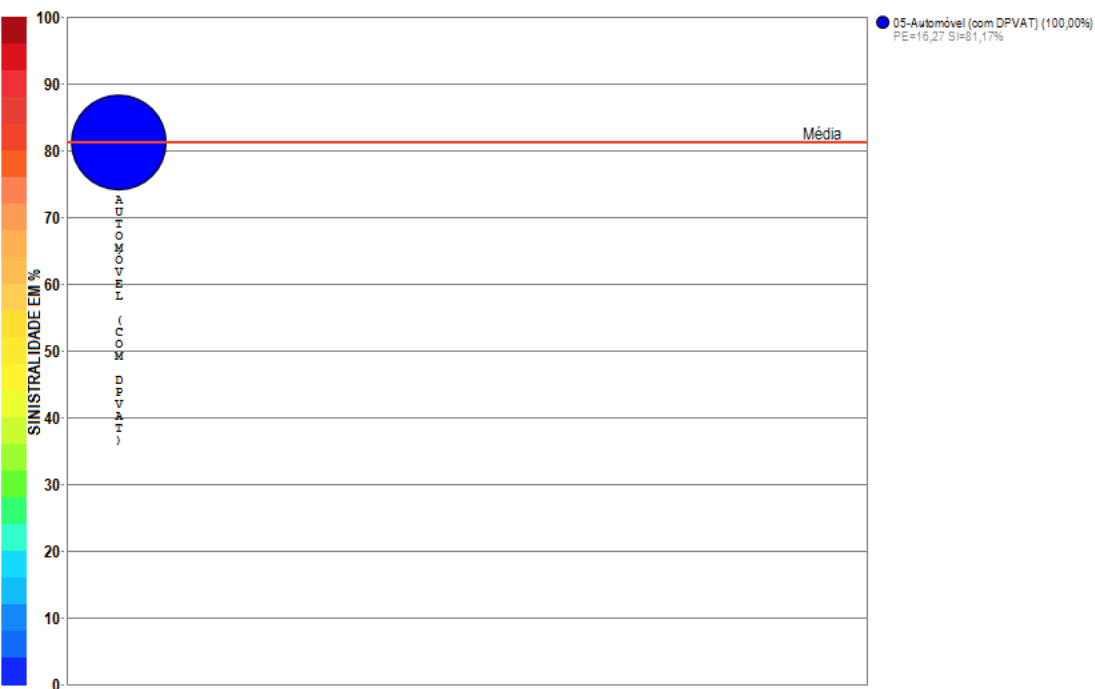 100
90
80
70
60
50
40
30
20
10
0
SINISTRALIDADE EM %
Média
AUTOMÓVEL (COM DPVAT)
05-Automóvel (com DPVAT) (100,00%)
PE=16,27 SI=81,17%